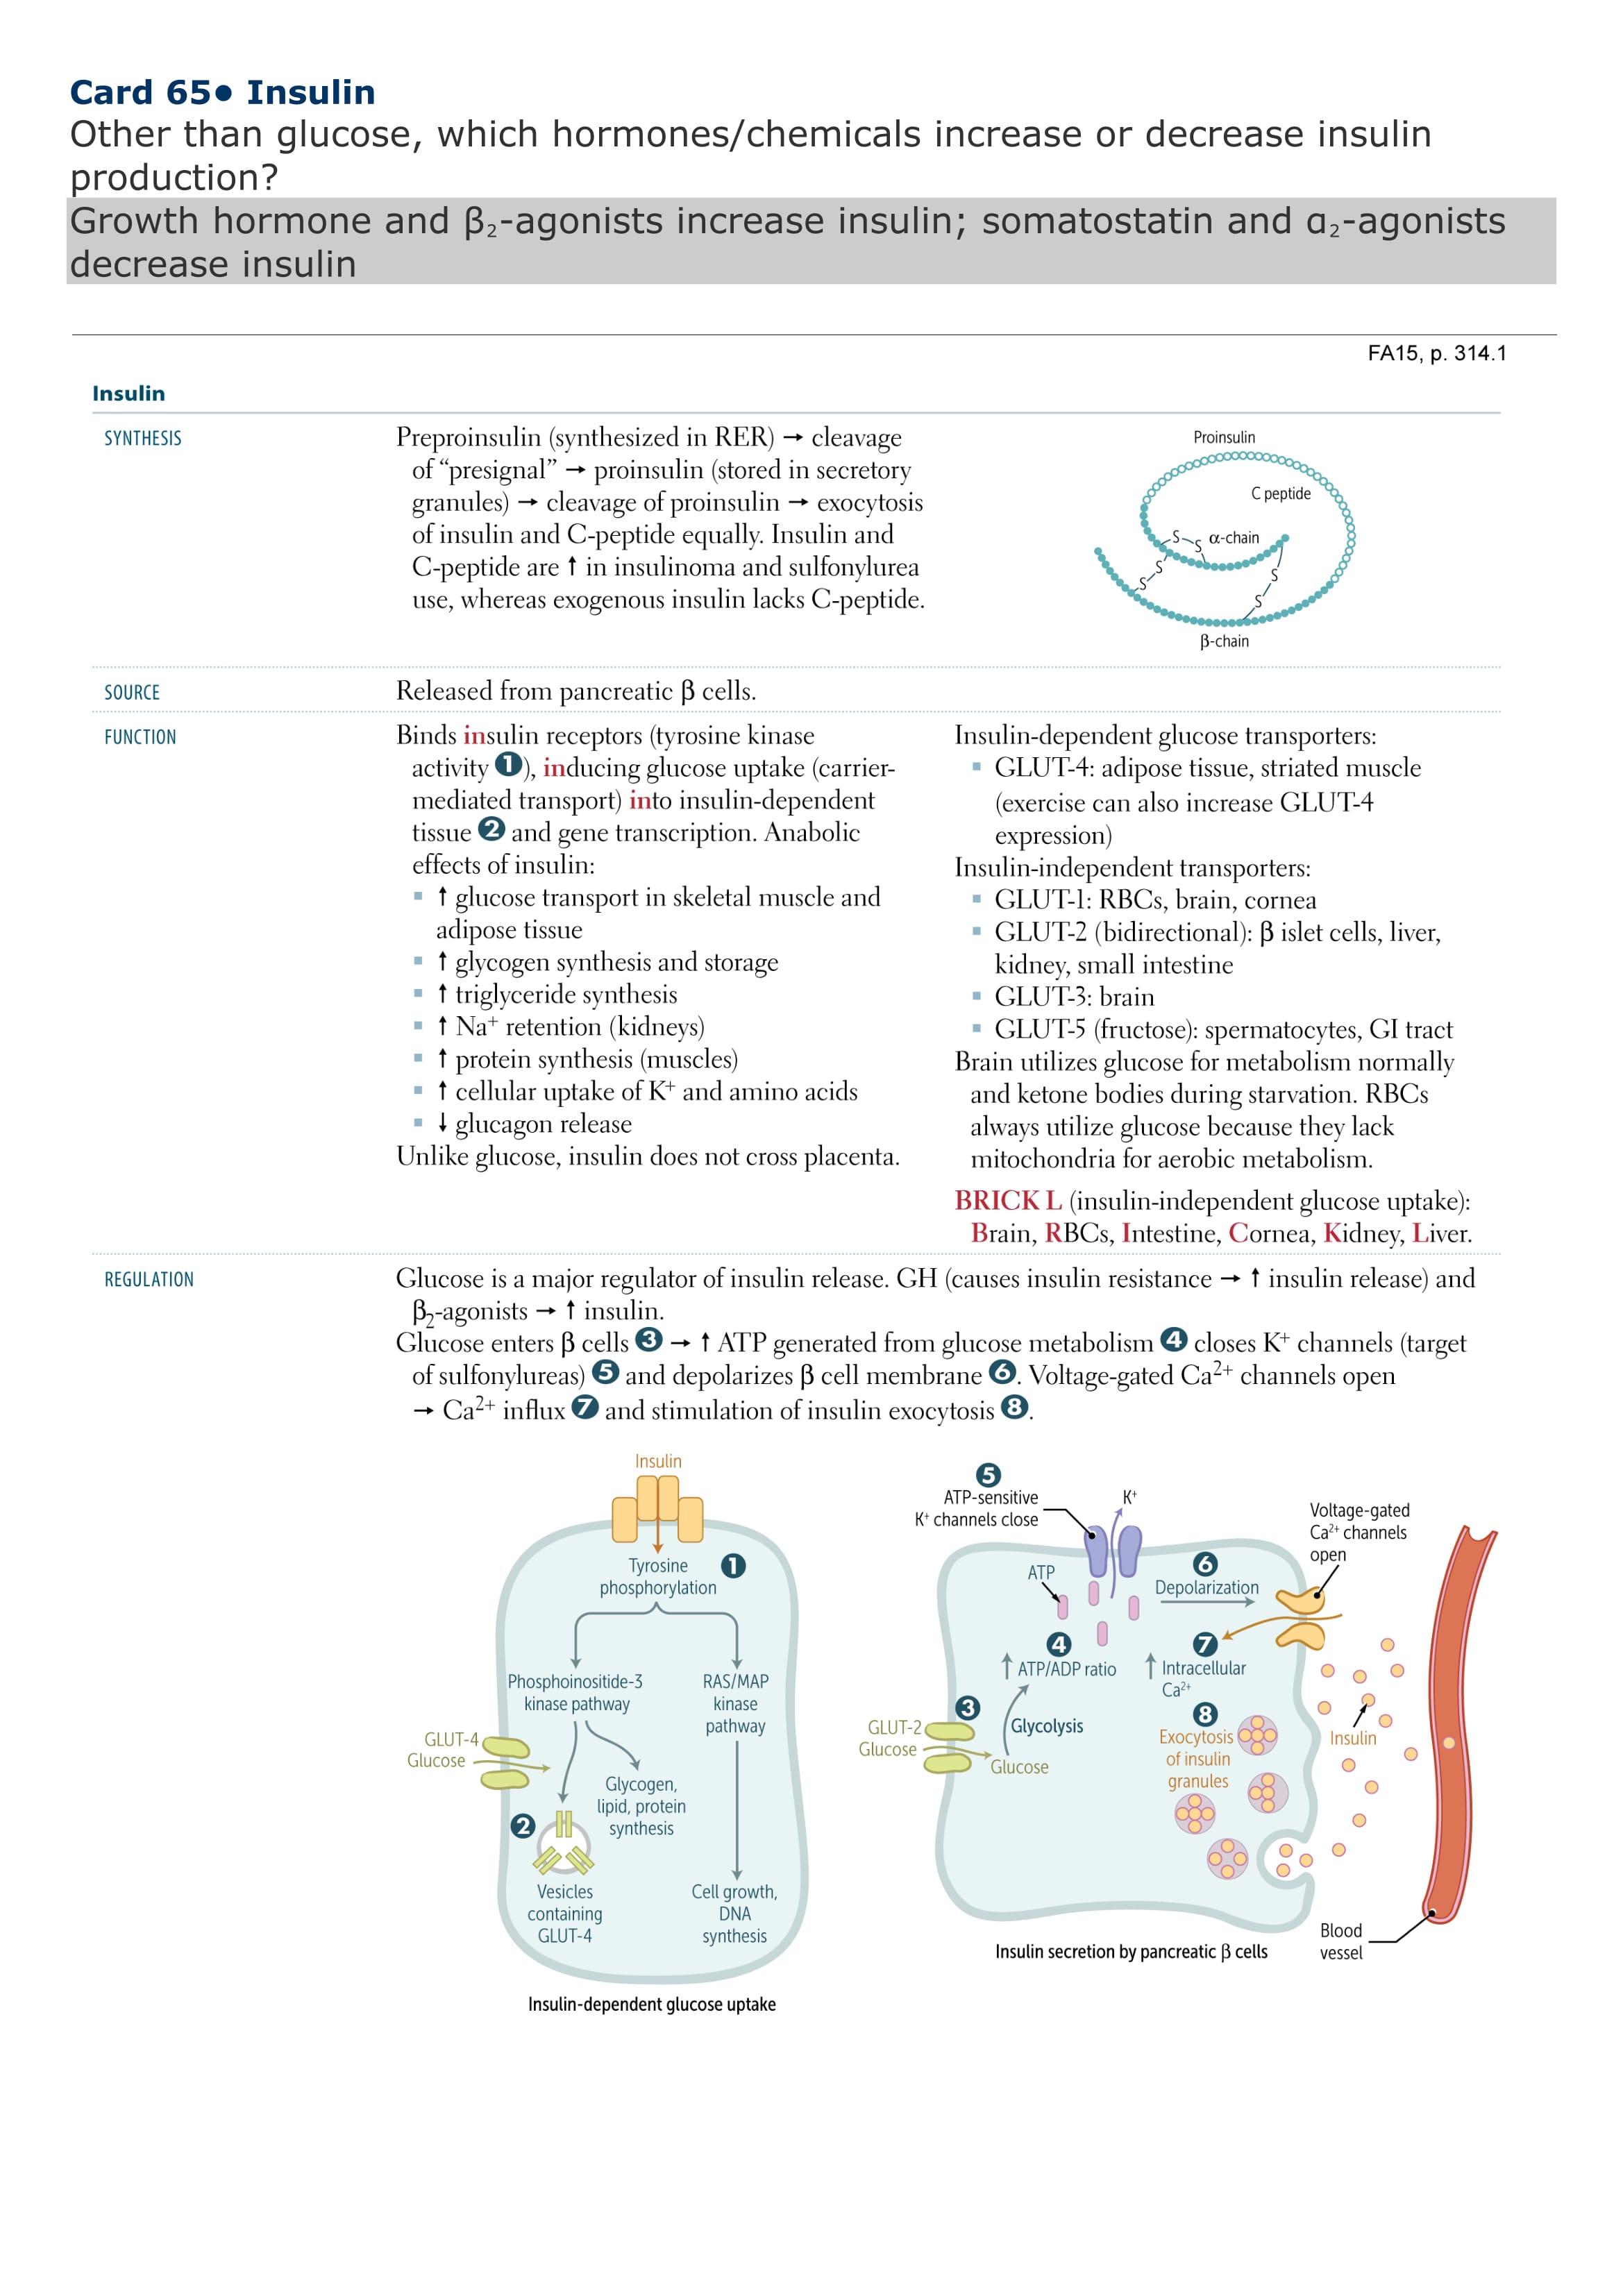 Card 65● Insulin
Other than glucose, which hormones/chemicals increase or decrease insulin
production?
Growth hormone and β₂-agonists increase insulin; somatostatin and α₂-agonists
decrease insulin
FA15, p. 314.1
Insulin
SYNTHESIS
Preproinsulin (synthesized in RER) → cleavage
of “presignal” → proinsulin (stored in secretory
granules) → cleavage of proinsulin → exocytosis
of insulin and C-peptide equally. Insulin and
C-peptide are ↑ in insulinoma and sulfonylurea
use, whereas exogenous insulin lacks C-peptide.
Proinsulin
C peptide
S
S
α-chain
S
S
S
S
β-chain
SOURCE
Released from pancreatic β cells.
FUNCTION
Binds insulin receptors (tyrosine kinase
activity ❶), inducing glucose uptake (carrier-
mediated transport) into insulin-dependent
tissue ❷ and gene transcription. Anabolic
effects of insulin:
▪ ↑ glucose transport in skeletal muscle and
adipose tissue
▪ ↑ glycogen synthesis and storage
▪ ↑ triglyceride synthesis
▪ ↑ Na⁺ retention (kidneys)
▪ ↑ protein synthesis (muscles)
▪ ↑ cellular uptake of K⁺ and amino acids
▪ ↓ glucagon release
Unlike glucose, insulin does not cross placenta.
Insulin-dependent glucose transporters:
▪ GLUT-4: adipose tissue, striated muscle
(exercise can also increase GLUT-4
expression)
Insulin-independent transporters:
▪ GLUT-1: RBCs, brain, cornea
▪ GLUT-2 (bidirectional): β islet cells, liver,
kidney, small intestine
▪ GLUT-3: brain
▪ GLUT-5 (fructose): spermatocytes, GI tract
Brain utilizes glucose for metabolism normally
and ketone bodies during starvation. RBCs
always utilize glucose because they lack
mitochondria for aerobic metabolism.
BRICK L (insulin-independent glucose uptake):
Brain, RBCs, Intestine, Cornea, Kidney, Liver.
REGULATION
Glucose is a major regulator of insulin release. GH (causes insulin resistance → ↑ insulin release) and
β₂-agonists → ↑ insulin.
Glucose enters β cells ❸ → ↑ ATP generated from glucose metabolism ❹ closes K⁺ channels (target
of sulfonylureas) ❺ and depolarizes β cell membrane ❻. Voltage-gated Ca²⁺ channels open
→ Ca²⁺ influx ❼ and stimulation of insulin exocytosis ❽.
Insulin
Tyrosine
phosphorylation
❶
Phosphoinositide-3
kinase pathway
RAS/MAP
kinase
pathway
GLUT-4
Glucose
Glycogen,
lipid, protein
synthesis
❷
Vesicles
containing
GLUT-4
Cell growth,
DNA
synthesis
Insulin-dependent glucose uptake
❺
ATP-sensitive
K⁺ channels close
K⁺
Voltage-gated
Ca²⁺ channels
open
ATP
❻
Depolarization
❹
↑ ATP/ADP ratio
❼
↑ Intracellular
Ca²⁺
❸
GLUT-2
Glucose
Glycolysis
Glucose
❽
Exocytosis
of insulin
granules
Insulin
Blood
vessel
Insulin secretion by pancreatic β cells